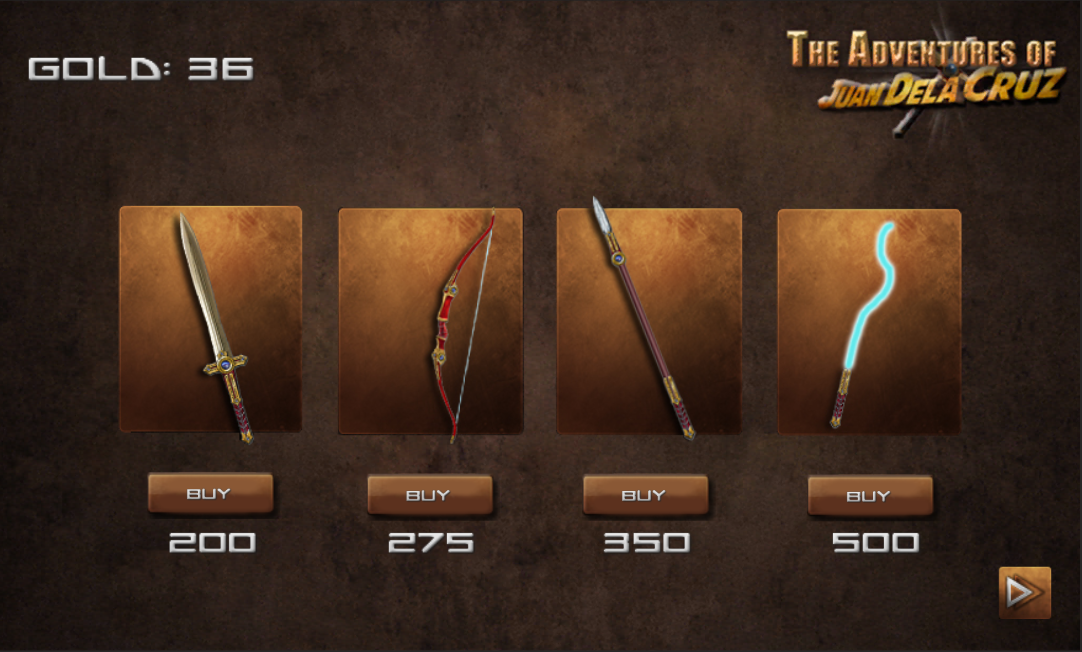 GOLD: 36
THE ADVENTURES OF
JUAN DELA CRUZ
BUY
BUY
BUY
BUY
200
275
350
500